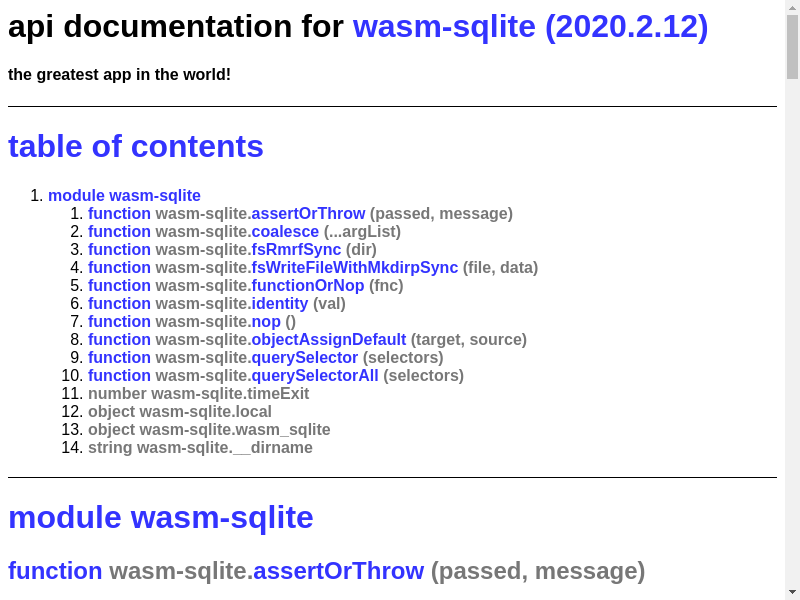 api documentation for wasm-sqlite (2020.2.12)
the greatest app in the world!
table of contents
1. module wasm-sqlite
1. function wasm-sqlite.assertOrThrow (passed, message)
2. function wasm-sqlite.coalesce (...argList)
3. function wasm-sqlite.fsRmrfSync (dir)
4. function wasm-sqlite.fsWriteFileWithMkdirpSync (file, data)
5. function wasm-sqlite.functionOrNop (fnc)
6. function wasm-sqlite.identity (val)
7. function wasm-sqlite.nop ()
8. function wasm-sqlite.objectAssignDefault (target, source)
9. function wasm-sqlite.querySelector (selectors)
10. function wasm-sqlite.querySelectorAll (selectors)
11. number wasm-sqlite.timeExit
12. object wasm-sqlite.local
13. object wasm-sqlite.wasm_sqlite
14. string wasm-sqlite.__dirname
module wasm-sqlite
function wasm-sqlite.assertOrThrow (passed, message)